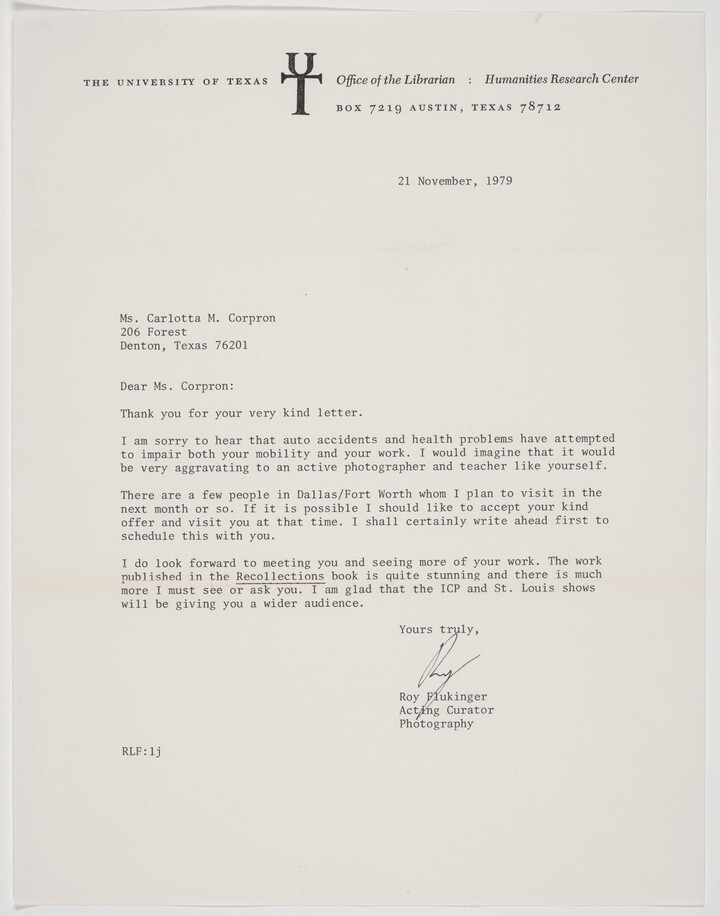 THE UNIVERSITY OF TEXAS UT Office of the Librarian : Humanities Research Center
BOX 7219 AUSTIN, TEXAS 78712
21 November, 1979
Ms. Carlotta M. Corpron
206 Forest
Denton, Texas 76201
Dear Ms. Corpron:
Thank you for your very kind letter.
I am sorry to hear that auto accidents and health problems have attempted
to impair both your mobility and your work. I would imagine that it would
be very aggravating to an active photographer and teacher like yourself.
There are a few people in Dallas/Fort Worth whom I plan to visit in the
next month or so. If it is possible I should like to accept your kind
offer and visit you at that time. I shall certainly write ahead first to
schedule this with you.
I do look forward to meeting you and seeing more of your work. The work
published in the Recollections book is quite stunning and there is much
more I must see or ask you. I am glad that the ICP and St. Louis shows
will be giving you a wider audience.
Yours truly,
Roy
Roy Flukinger
Acting Curator
Photography
RLF:lj